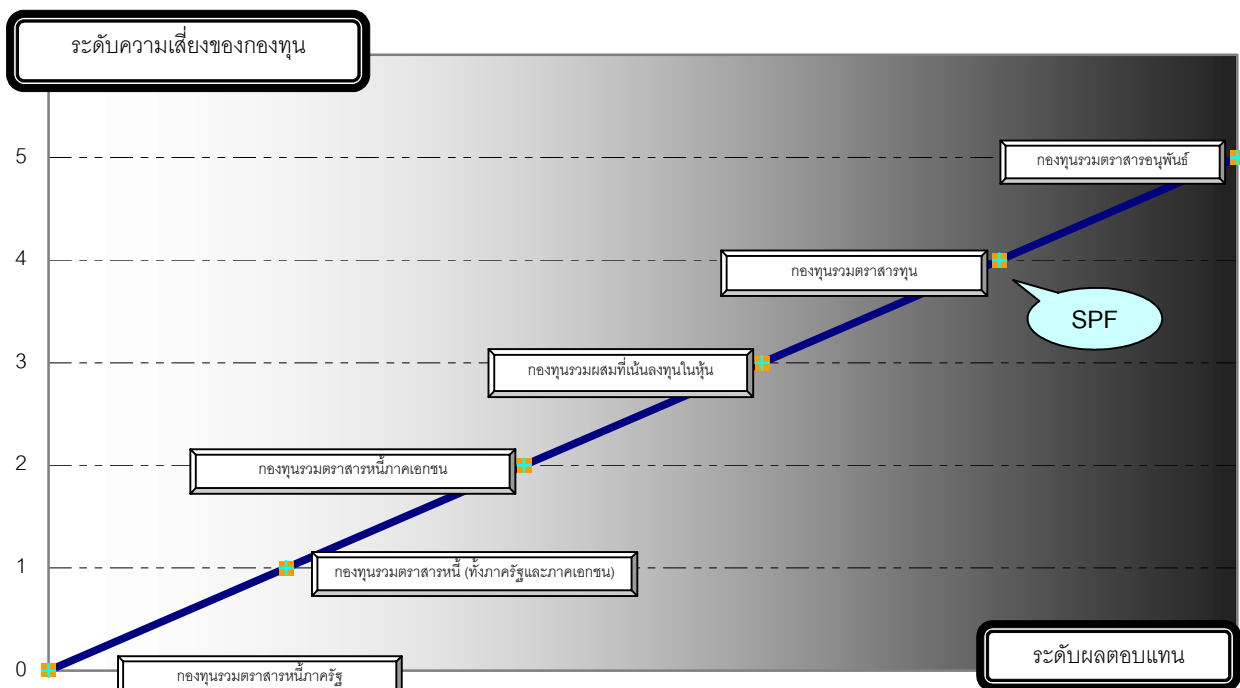 ระดับความเสี่ยงของกองทุน
5
กองทุนรวมตราสารอนุพันธ์
4
กองทุนรวมตราสารทุน
SPF
3
กองทุนรวมผสมที่เน้นลงทุนในหุ้น
2
กองทุนรวมตราสารหนี้ภาคเอกชน
1
กองทุนรวมตราสารหนี้ (ทั้งภาครัฐและภาคเอกชน)
ระดับผลตอบแทน
0
กองทุนรวมตราสารหนี้ภาครัฐ